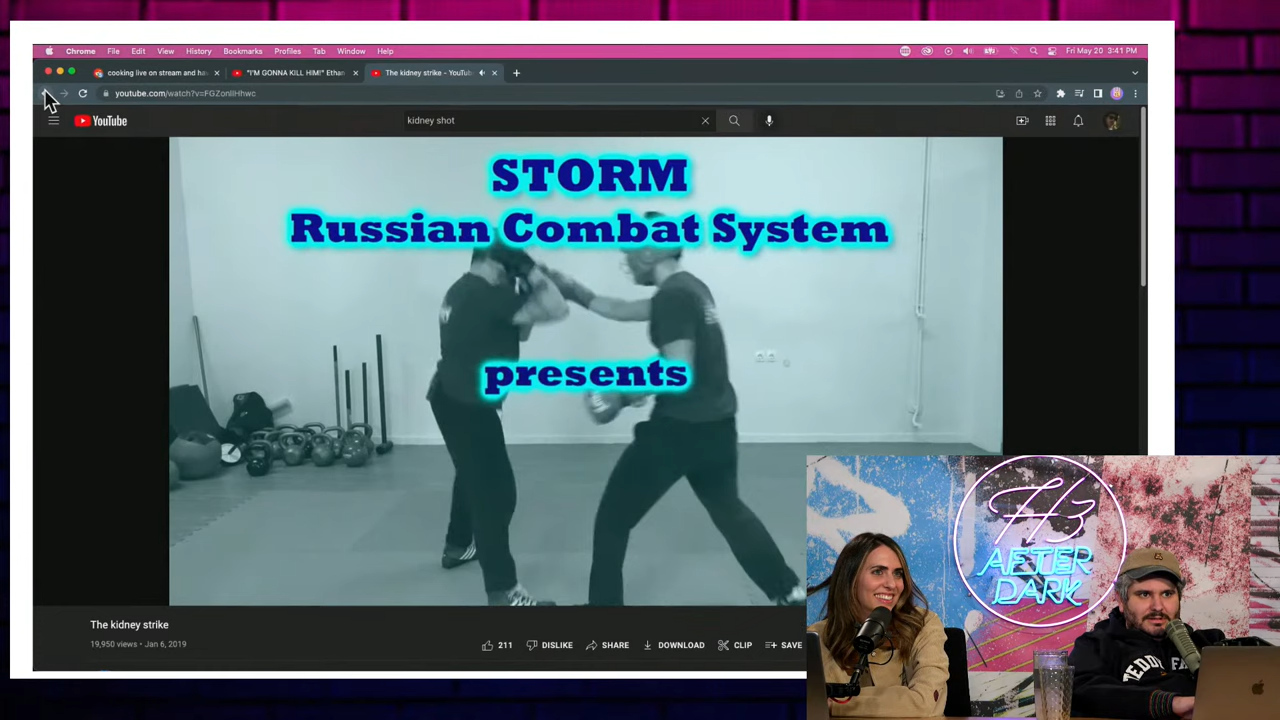 Chrome File Edit View History Bookmarks Profiles Tab Window Help
Fri May 20 3:41 PM
cooking live on stream and ha
"I'M GONNA KILL HIM!" Ethan
The kidney strike - YouTub
youtube.com/watch?v=FGZonIIHhwc
YouTube
kidney shot
STORM
Russian Combat System
presents
The kidney strike
19,950 views • Jan 6, 2019
211 DISLIKE SHARE DOWNLOAD CLIP SAVE
H3
AFTER
DARK
TEDDY